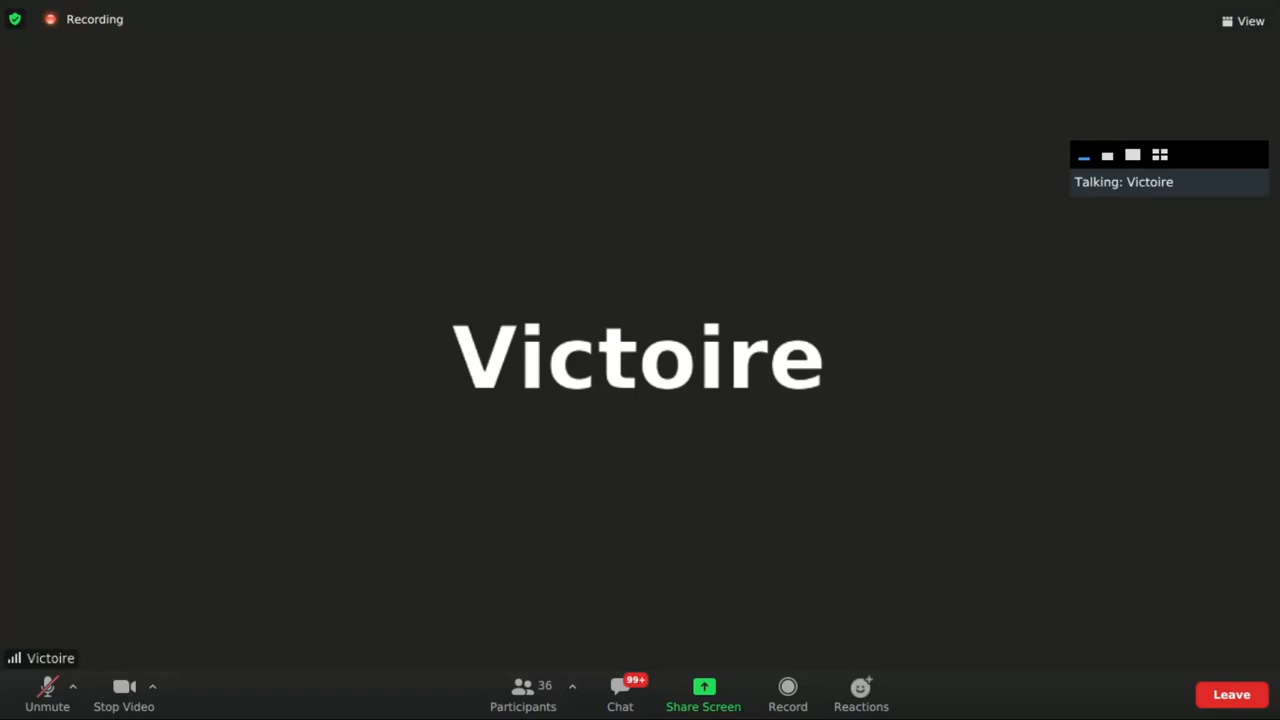 Recording
View
Talking: Victoire
Victoire
Victoire
Unmute
Stop Video
36
Participants
99+
Chat
Share Screen
Record
Reactions
Leave